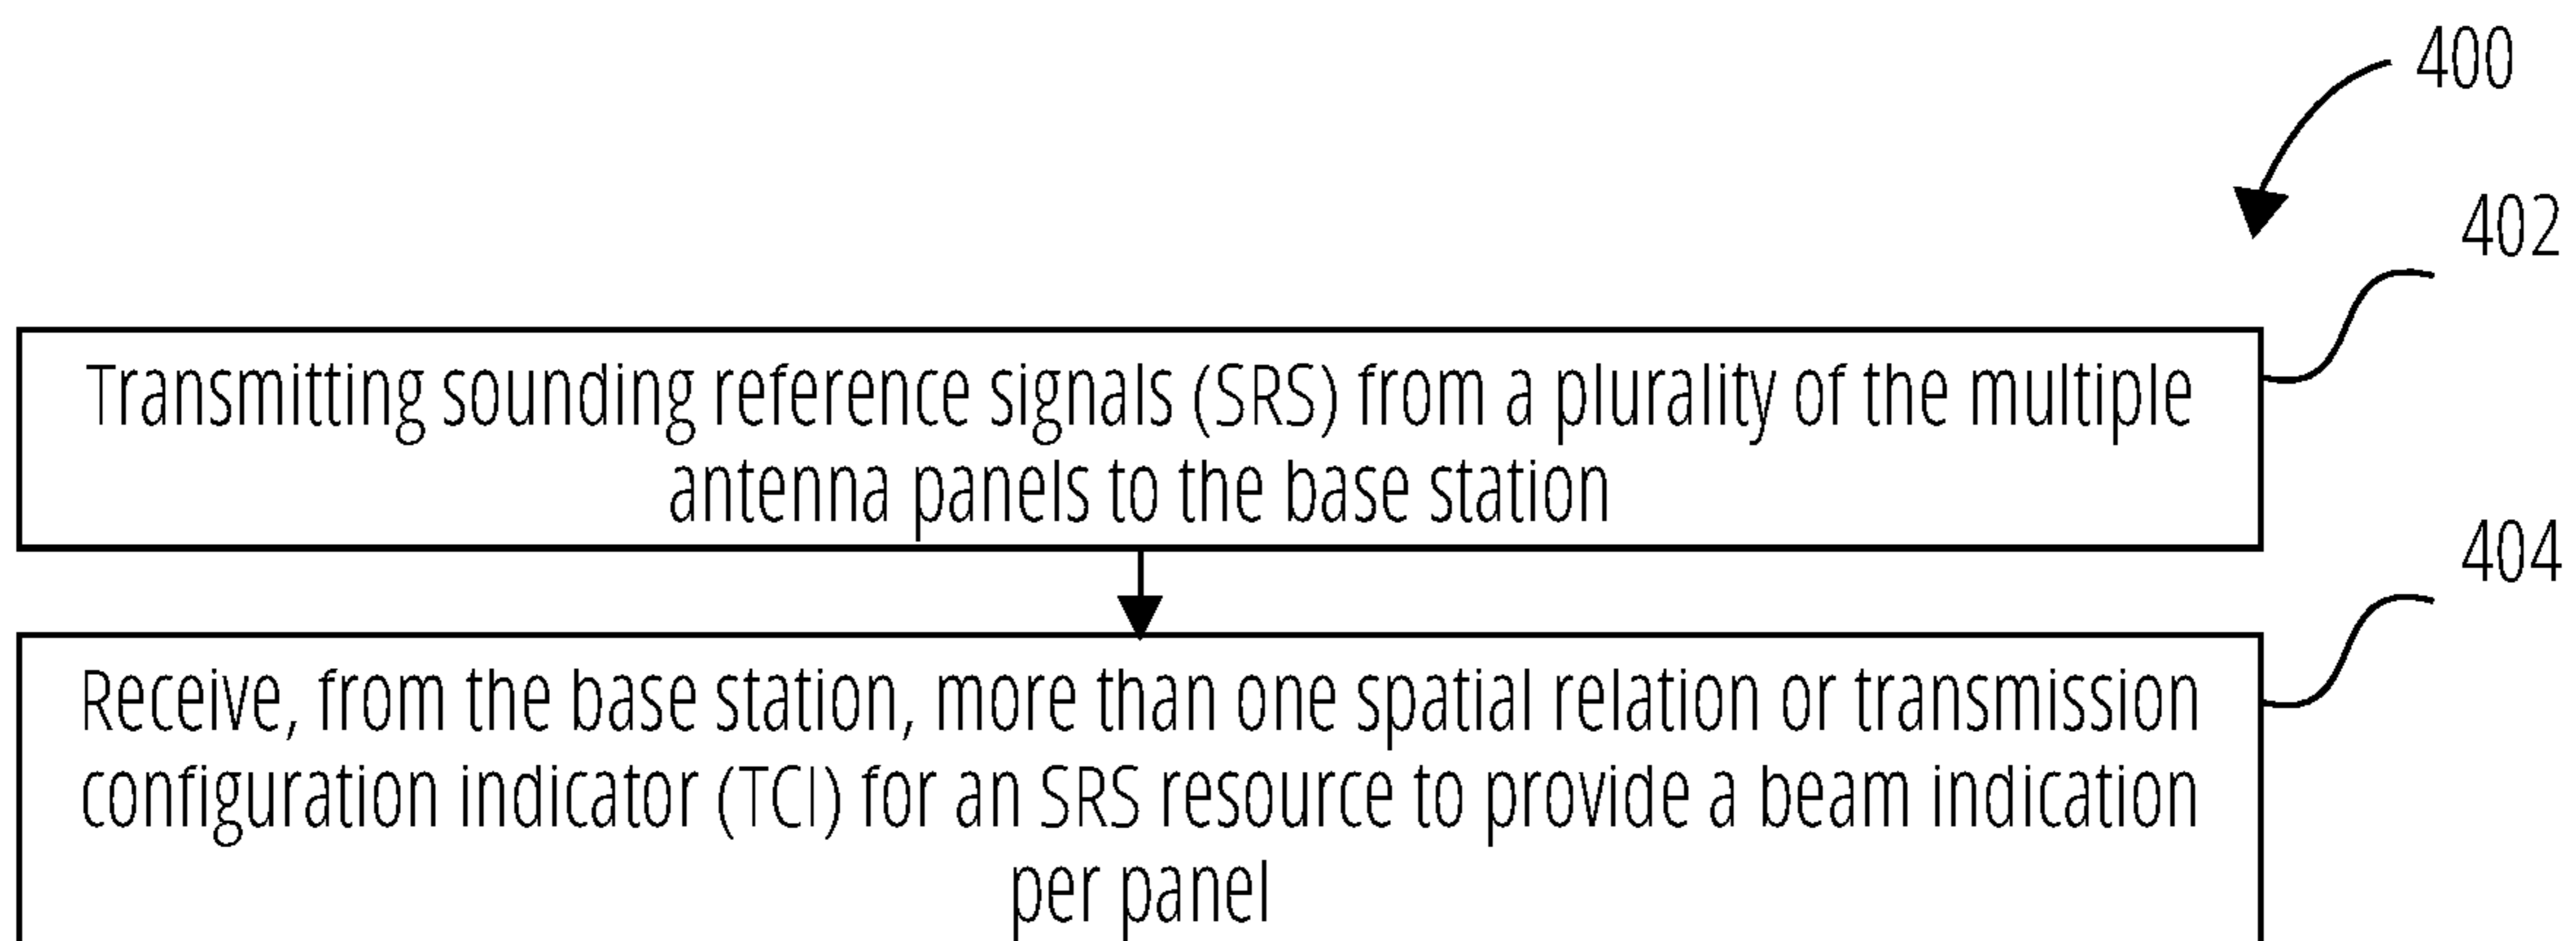 400
402
Transmitting sounding reference signals (SRS) from a plurality of the multiple
antenna panels to the base station
404
Receive, from the base station, more than one spatial relation or transmission
configuration indicator (TCI) for an SRS resource to provide a beam indication
per panel